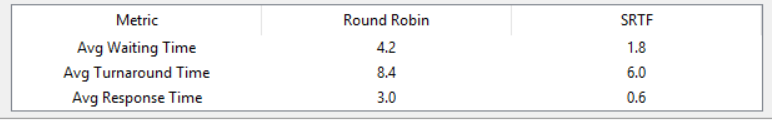 Metric Round Robin SRTF
Avg Waiting Time 4.2 1.8
Avg Turnaround Time 8.4 6.0
Avg Response Time 3.0 0.6